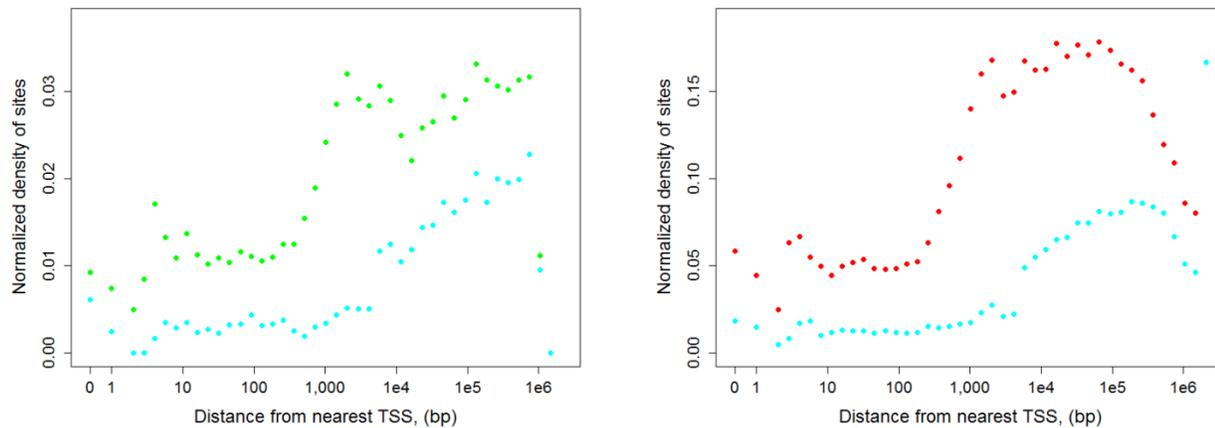 Normalized density of sites
0.00
0.01
0.02
0.03
0
1
10
100
1,000
1e4
1e5
1e6
Distance from nearest TSS, (bp)
Normalized density of sites
0.00
0.05
0.10
0.15
0
1
10
100
1,000
1e4
1e5
1e6
Distance from nearest TSS, (bp)